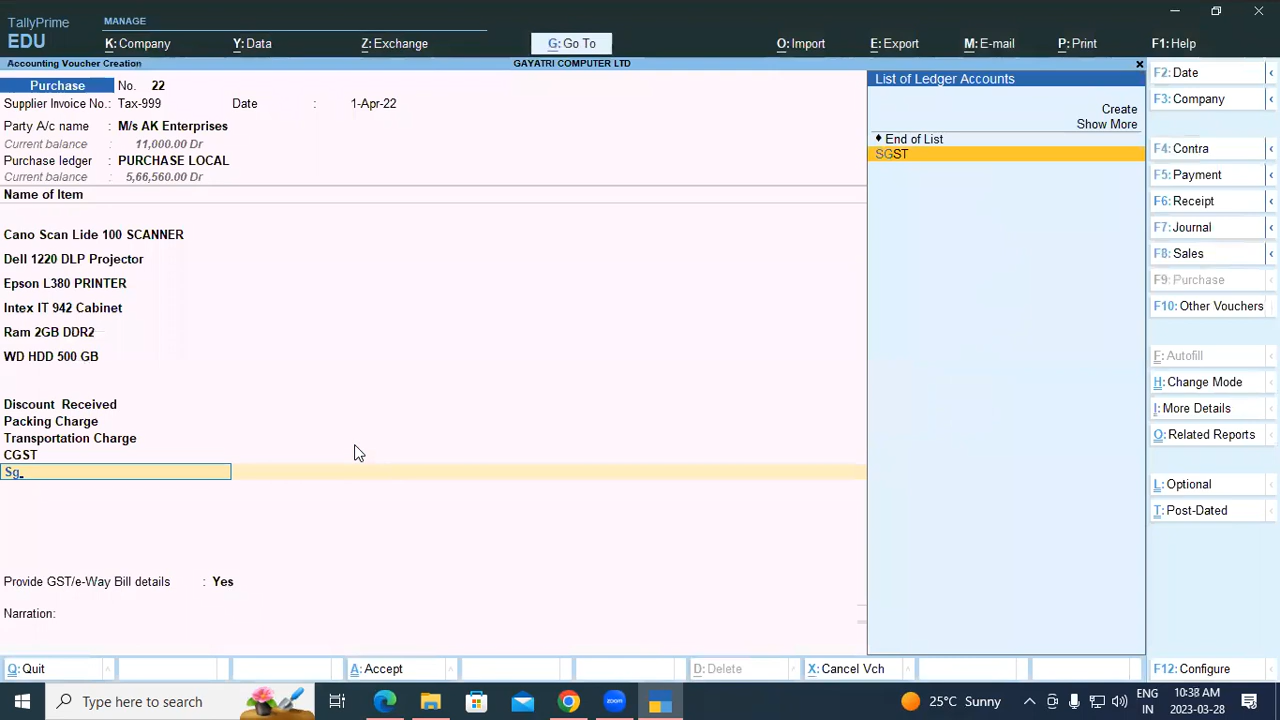 TallyPrime
EDU
MANAGE
K: Company
Y: Data
Z: Exchange
G: Go To
O: Import
E: Export
M: E-mail
P: Print
F1: Help
Accounting Voucher Creation
GAYATRI COMPUTER LTD
Purchase No. 22
Supplier Invoice No.: Tax-999 Date : 1-Apr-22
Party A/c name : M/s AK Enterprises
Current balance : 11,000.00 Dr
Purchase ledger : PURCHASE LOCAL
Current balance : 5,66,560.00 Dr
Name of Item
Cano Scan Lide 100 SCANNER
Dell 1220 DLP Projector
Epson L380 PRINTER
Intex IT 942 Cabinet
Ram 2GB DDR2
WD HDD 500 GB
Discount Received
Packing Charge
Transportation Charge
CGST
Sg
Provide GST/e-Way Bill details : Yes
Narration:
List of Ledger Accounts
Create
Show More
♦ End of List
SGST
F2: Date
F3: Company
F4: Contra
F5: Payment
F6: Receipt
F7: Journal
F8: Sales
F9: Purchase
F10: Other Vouchers
F: Autofill
H: Change Mode
I: More Details
O: Related Reports
L: Optional
T: Post-Dated
Q: Quit
A: Accept
D: Delete
X: Cancel Vch
F12: Configure
Type here to search
zoom
25°C Sunny
ENG
IN
10:38 AM
2023-03-28